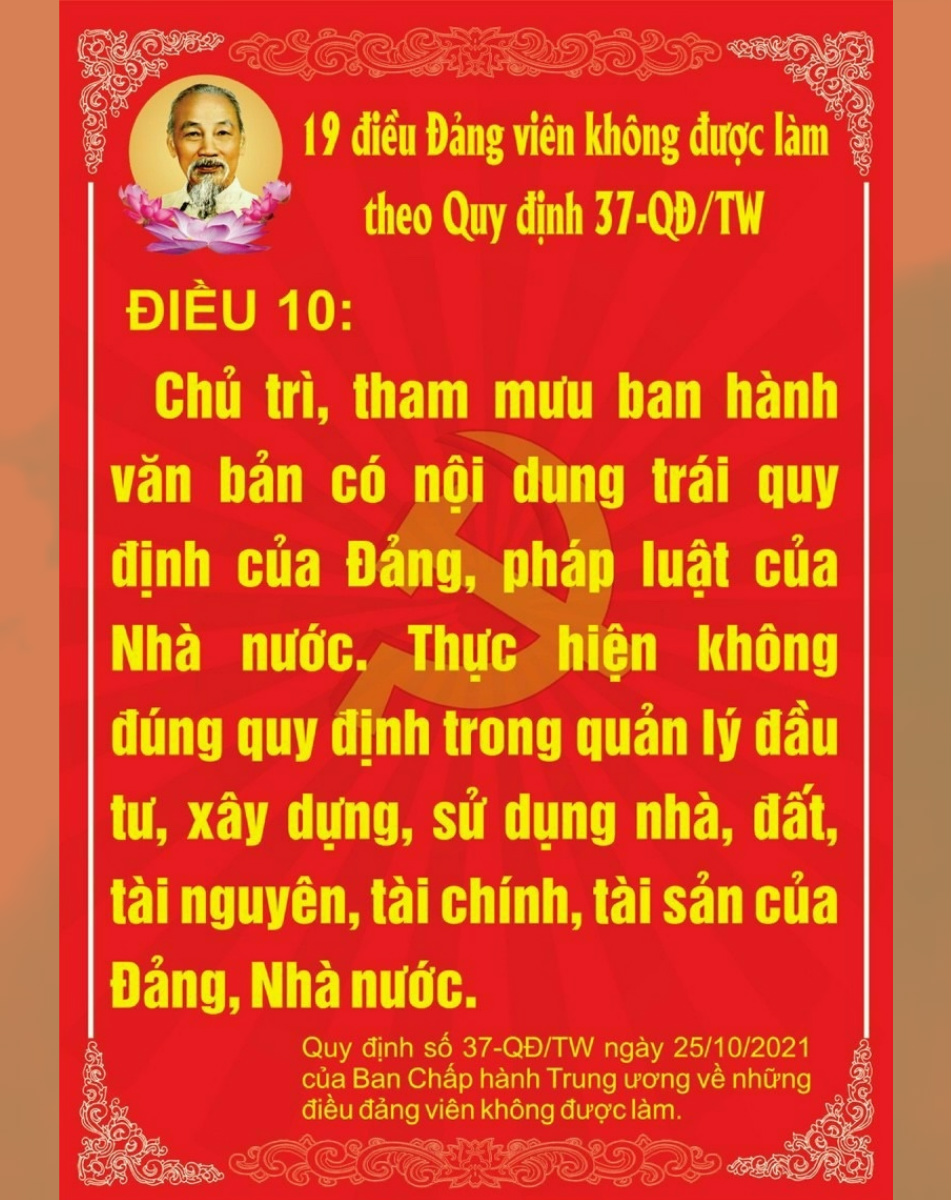 19 điều Đảng viên không được làm
theo Quy định 37-QĐ/TW
ĐIỀU 10:
Chủ trì, tham mưu ban hành
văn bản có nội dung trái quy
định của Đảng, pháp luật của
Nhà nước. Thực hiện không
đúng quy định trong quản lý đầu
tư, xây dựng, sử dụng nhà, đất,
tài nguyên, tài chính, tài sản của
Đảng, Nhà nước.
Quy định số 37-QĐ/TW ngày 25/10/2021
của Ban Chấp hành Trung ương về những
điều đảng viên không được làm.